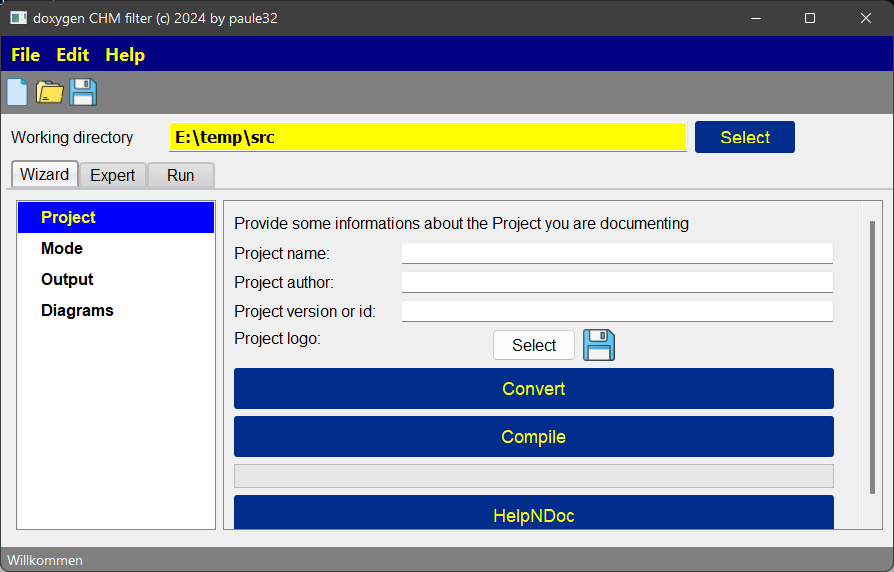 doxygen CHM filter (c) 2024 by paule32
File Edit Help
Working directory E:\temp\src Select
Wizard Expert Run
Project
Mode
Output
Diagrams
Provide some informations about the Project you are documenting
Project name:
Project author:
Project version or id:
Project logo: Select
Convert
Compile
HelpNDoc
Willkommen